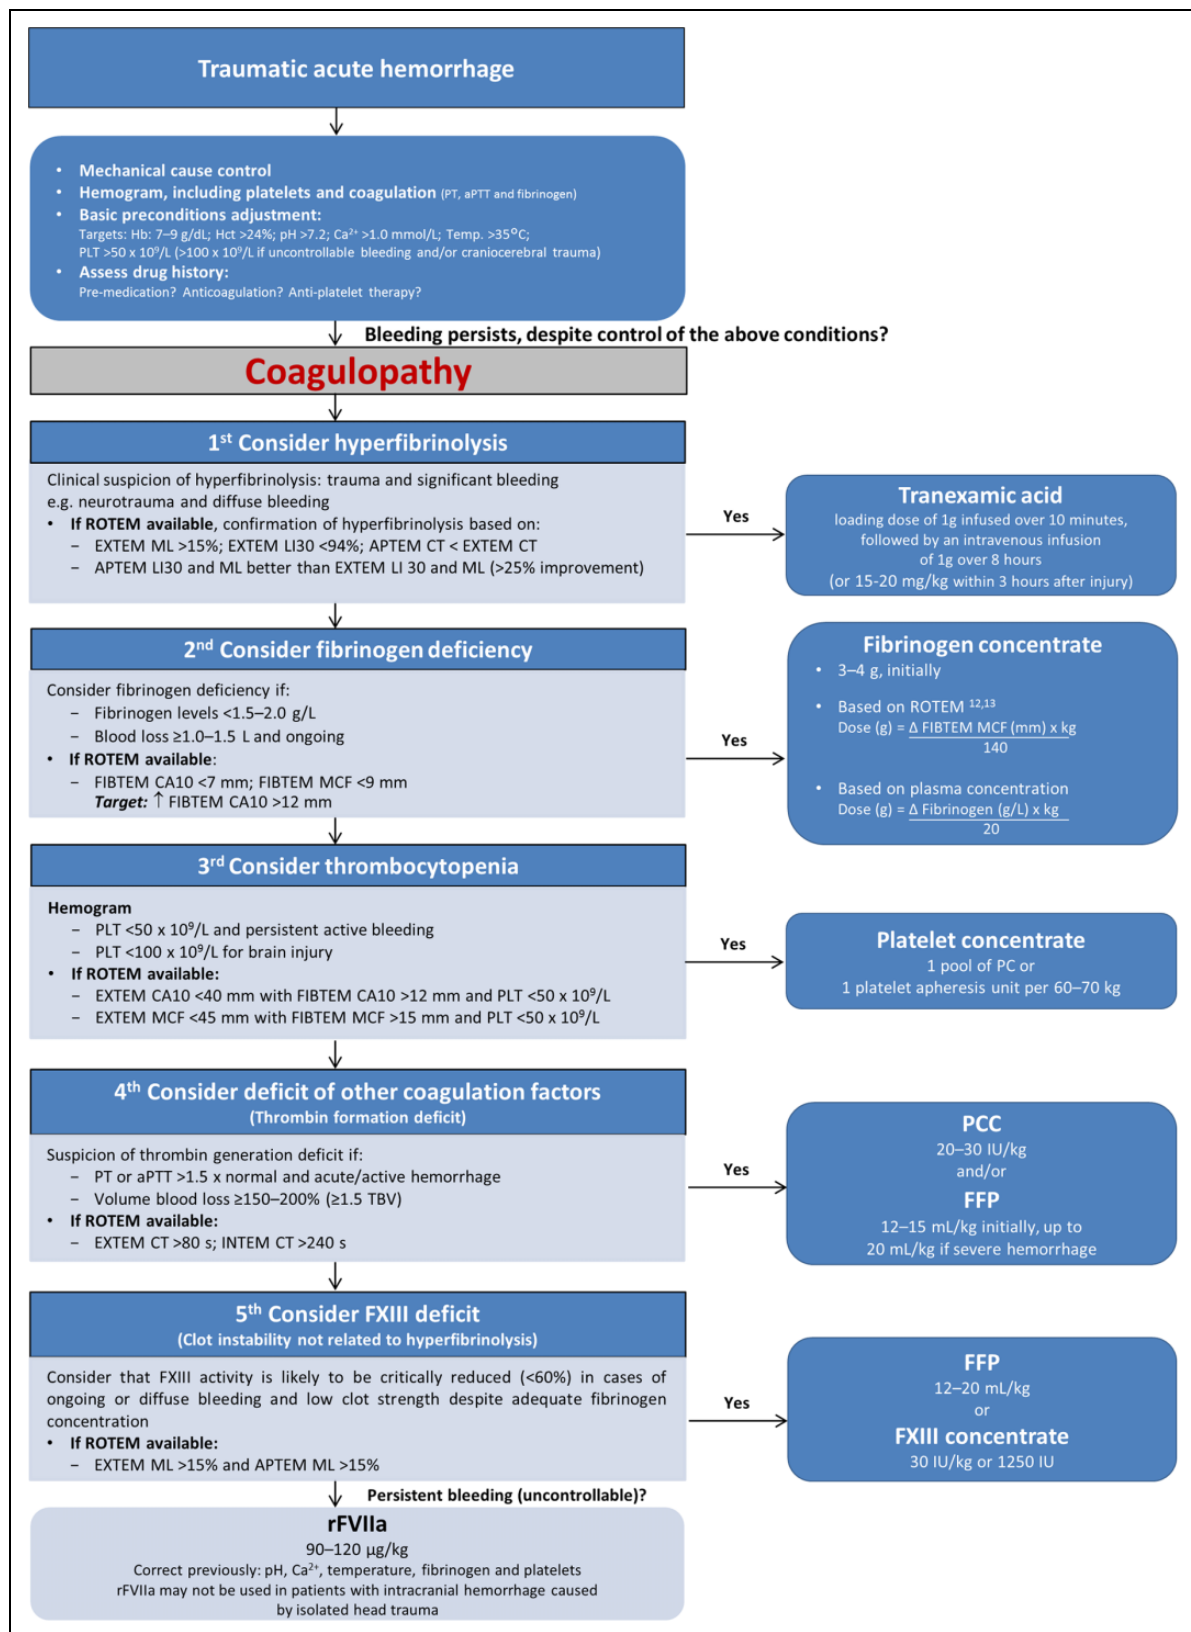 Traumatic acute hemorrhage
• Mechanical cause control
• Hemogram, including platelets and coagulation (PT, aPTT and fibrinogen)
• Basic preconditions adjustment:
Targets: Hb: 7–9 g/dL; Hct >24%; pH >7.2; Ca²⁺ >1.0 mmol/L; Temp. >35°C;
PLT >50 x 10⁹/L (>100 x 10⁹/L if uncontrollable bleeding and/or craniocerebral trauma)
• Assess drug history:
Pre-medication? Anticoagulation? Anti-platelet therapy?
Bleeding persists, despite control of the above conditions?
Coagulopathy
1st Consider hyperfibrinolysis
Clinical suspicion of hyperfibrinolysis: trauma and significant bleeding
e.g. neurotrauma and diffuse bleeding
• If ROTEM available, confirmation of hyperfibrinolysis based on:
– EXTEM ML >15%; EXTEM LI30 <94%; APTEM CT < EXTEM CT
– APTEM LI30 and ML better than EXTEM LI 30 and ML (>25% improvement)
Yes
Tranexamic acid
loading dose of 1g infused over 10 minutes,
followed by an intravenous infusion
of 1g over 8 hours
(or 15-20 mg/kg within 3 hours after injury)
2nd Consider fibrinogen deficiency
Consider fibrinogen deficiency if:
– Fibrinogen levels <1.5–2.0 g/L
– Blood loss ≥1.0–1.5 L and ongoing
• If ROTEM available:
– FIBTEM CA10 <7 mm; FIBTEM MCF <9 mm
Target: ↑ FIBTEM CA10 >12 mm
Yes
Fibrinogen concentrate
• 3–4 g, initially
• Based on ROTEM 12,13
Dose (g) = Δ FIBTEM MCF (mm) x kg
140
• Based on plasma concentration
Dose (g) = Δ Fibrinogen (g/L) x kg
20
3rd Consider thrombocytopenia
Hemogram
– PLT <50 x 10⁹/L and persistent active bleeding
– PLT <100 x 10⁹/L for brain injury
• If ROTEM available:
– EXTEM CA10 <40 mm with FIBTEM CA10 >12 mm and PLT <50 x 10⁹/L
– EXTEM MCF <45 mm with FIBTEM MCF >15 mm and PLT <50 x 10⁹/L
Yes
Platelet concentrate
1 pool of PC or
1 platelet apheresis unit per 60–70 kg
4th Consider deficit of other coagulation factors
(Thrombin formation deficit)
Suspicion of thrombin generation deficit if:
– PT or aPTT >1.5 x normal and acute/active hemorrhage
– Volume blood loss ≥150–200% (≥1.5 TBV)
• If ROTEM available:
– EXTEM CT >80 s; INTEM CT >240 s
Yes
PCC
20–30 IU/kg
and/or
FFP
12–15 mL/kg initially, up to
20 mL/kg if severe hemorrhage
5th Consider FXIII deficit
(Clot instability not related to hyperfibrinolysis)
Consider that FXIII activity is likely to be critically reduced (<60%) in cases of
ongoing or diffuse bleeding and low clot strength despite adequate fibrinogen
concentration
• If ROTEM available:
– EXTEM ML >15% and APTEM ML >15%
Yes
FFP
12–20 mL/kg
or
FXIII concentrate
30 IU/kg or 1250 IU
Persistent bleeding (uncontrollable)?
rFVIIa
90–120 µg/kg
Correct previously: pH, Ca²⁺, temperature, fibrinogen and platelets
rFVIIa may not be used in patients with intracranial hemorrhage caused
by isolated head trauma